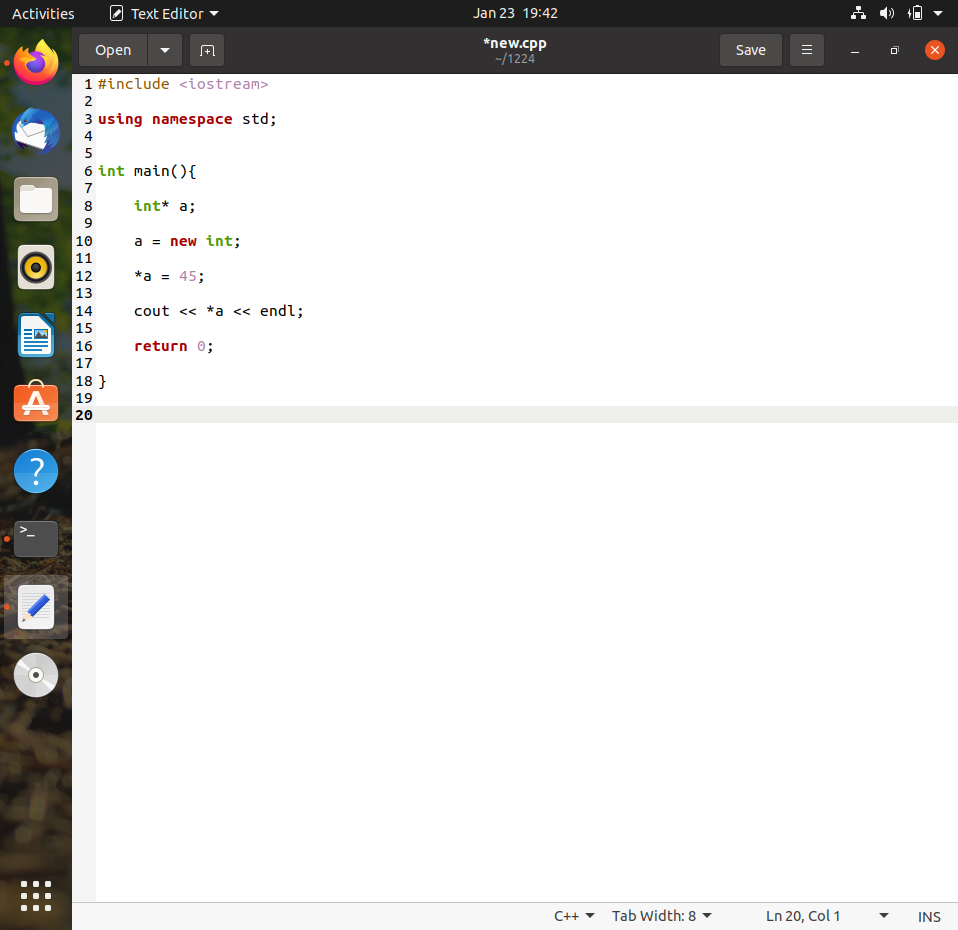 Activities Text Editor Jan 23 19:42
Open *new.cpp Save
~/1224
1 #include <iostream>
2
3 using namespace std;
4
5
6 int main(){
7
8 int* a;
9
10 a = new int;
11
12 *a = 45;
13
14 cout << *a << endl;
15
16 return 0;
17
18 }
19
20
?
>_
C++ Tab Width: 8 Ln 20, Col 1 INS